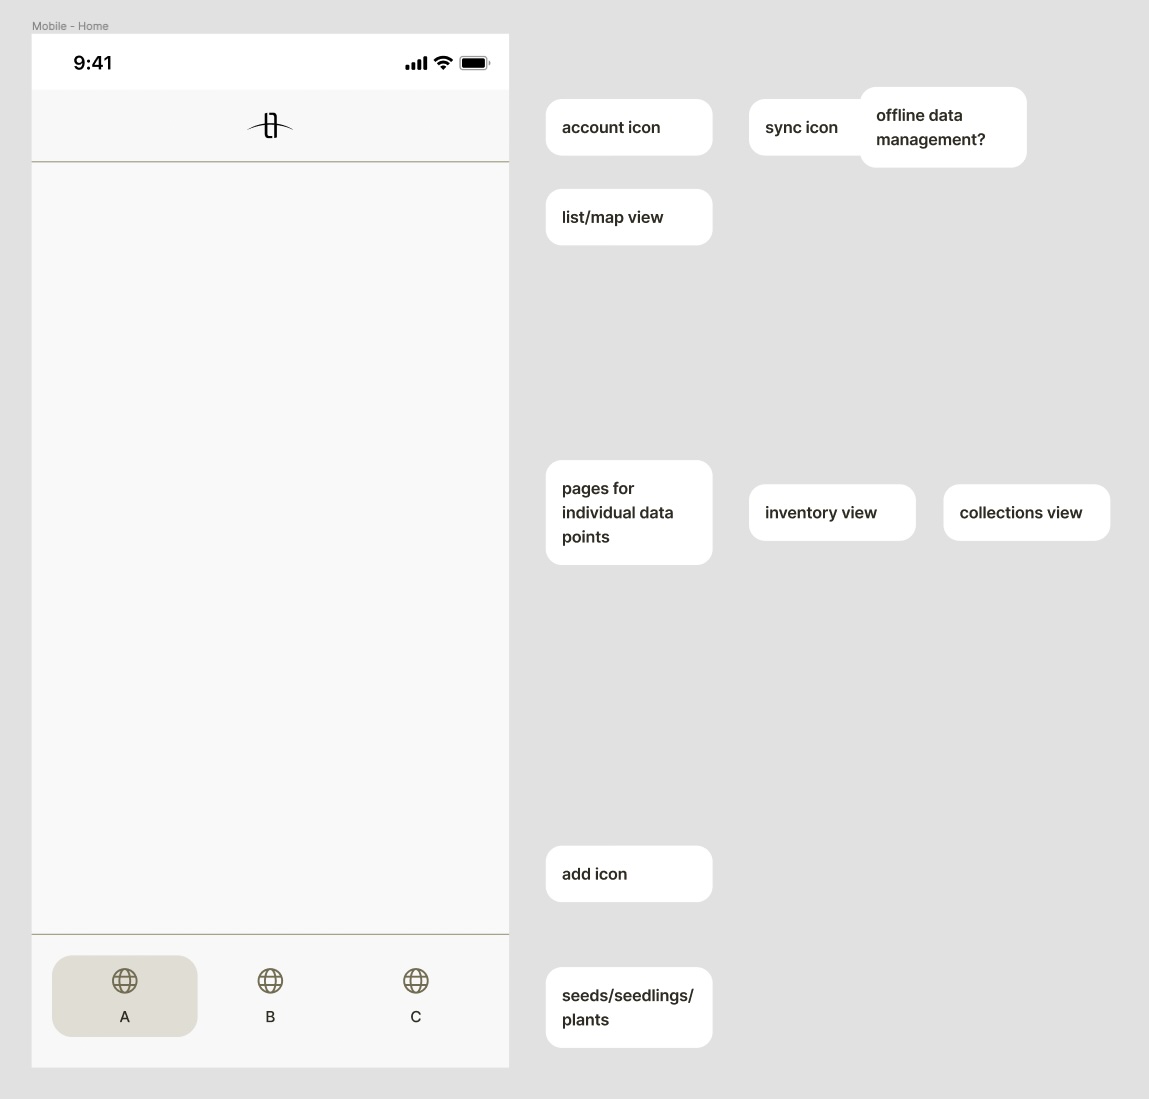 Mobile - Home
9:41
account icon
sync icon
offline data
management?
list/map view
pages for
individual data
points
inventory view
collections view
add icon
seeds/seedlings/
plants
A
B
C